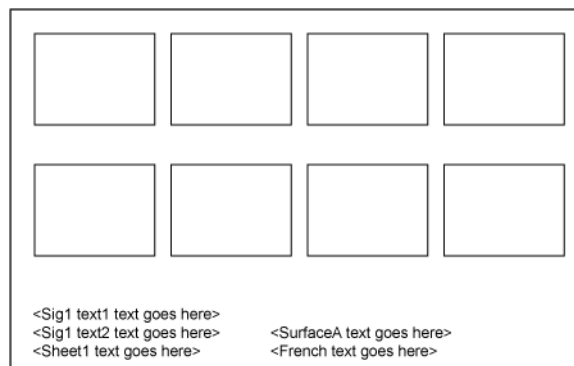 <Sig1 text1 text goes here>
<Sig1 text2 text goes here>
<Sheet1 text goes here>
<SurfaceA text goes here>
<French text goes here>